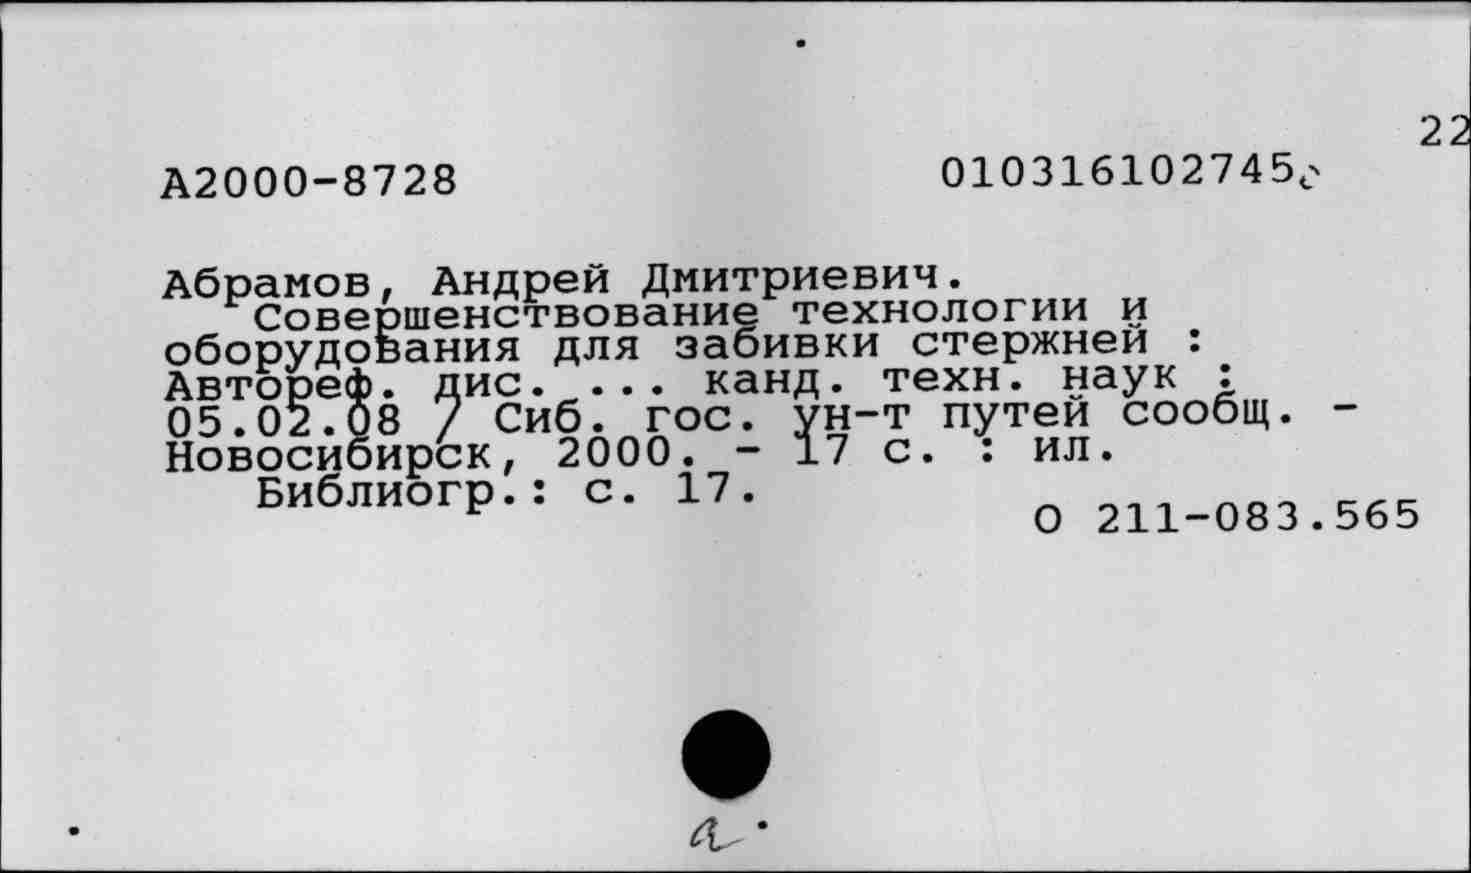 22
А2000-8728 010316102745
Абрамов, Андрей Дмитриевич.
Совершенствование технологии и
оборудования для забивки стержней :
Автореф. дис. ... канд. техн. наук :
05.02.08 / Сиб. гос. ун-т путей сообщ. -
Новосибирск, 2000. - 17 с. : ил.
Библиогр.: с. 17.
О 211-083.565